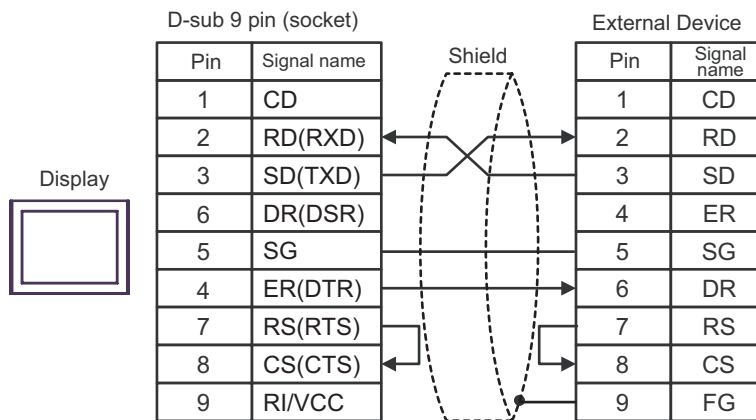 D-sub 9 pin (socket)
External Device
Shield
Display
Pin Signal name
1 CD
2 RD(RXD)
3 SD(TXD)
6 DR(DSR)
5 SG
4 ER(DTR)
7 RS(RTS)
8 CS(CTS)
9 RI/VCC
Pin Signal
name
1 CD
2 RD
3 SD
4 ER
5 SG
6 DR
7 RS
8 CS
9 FG